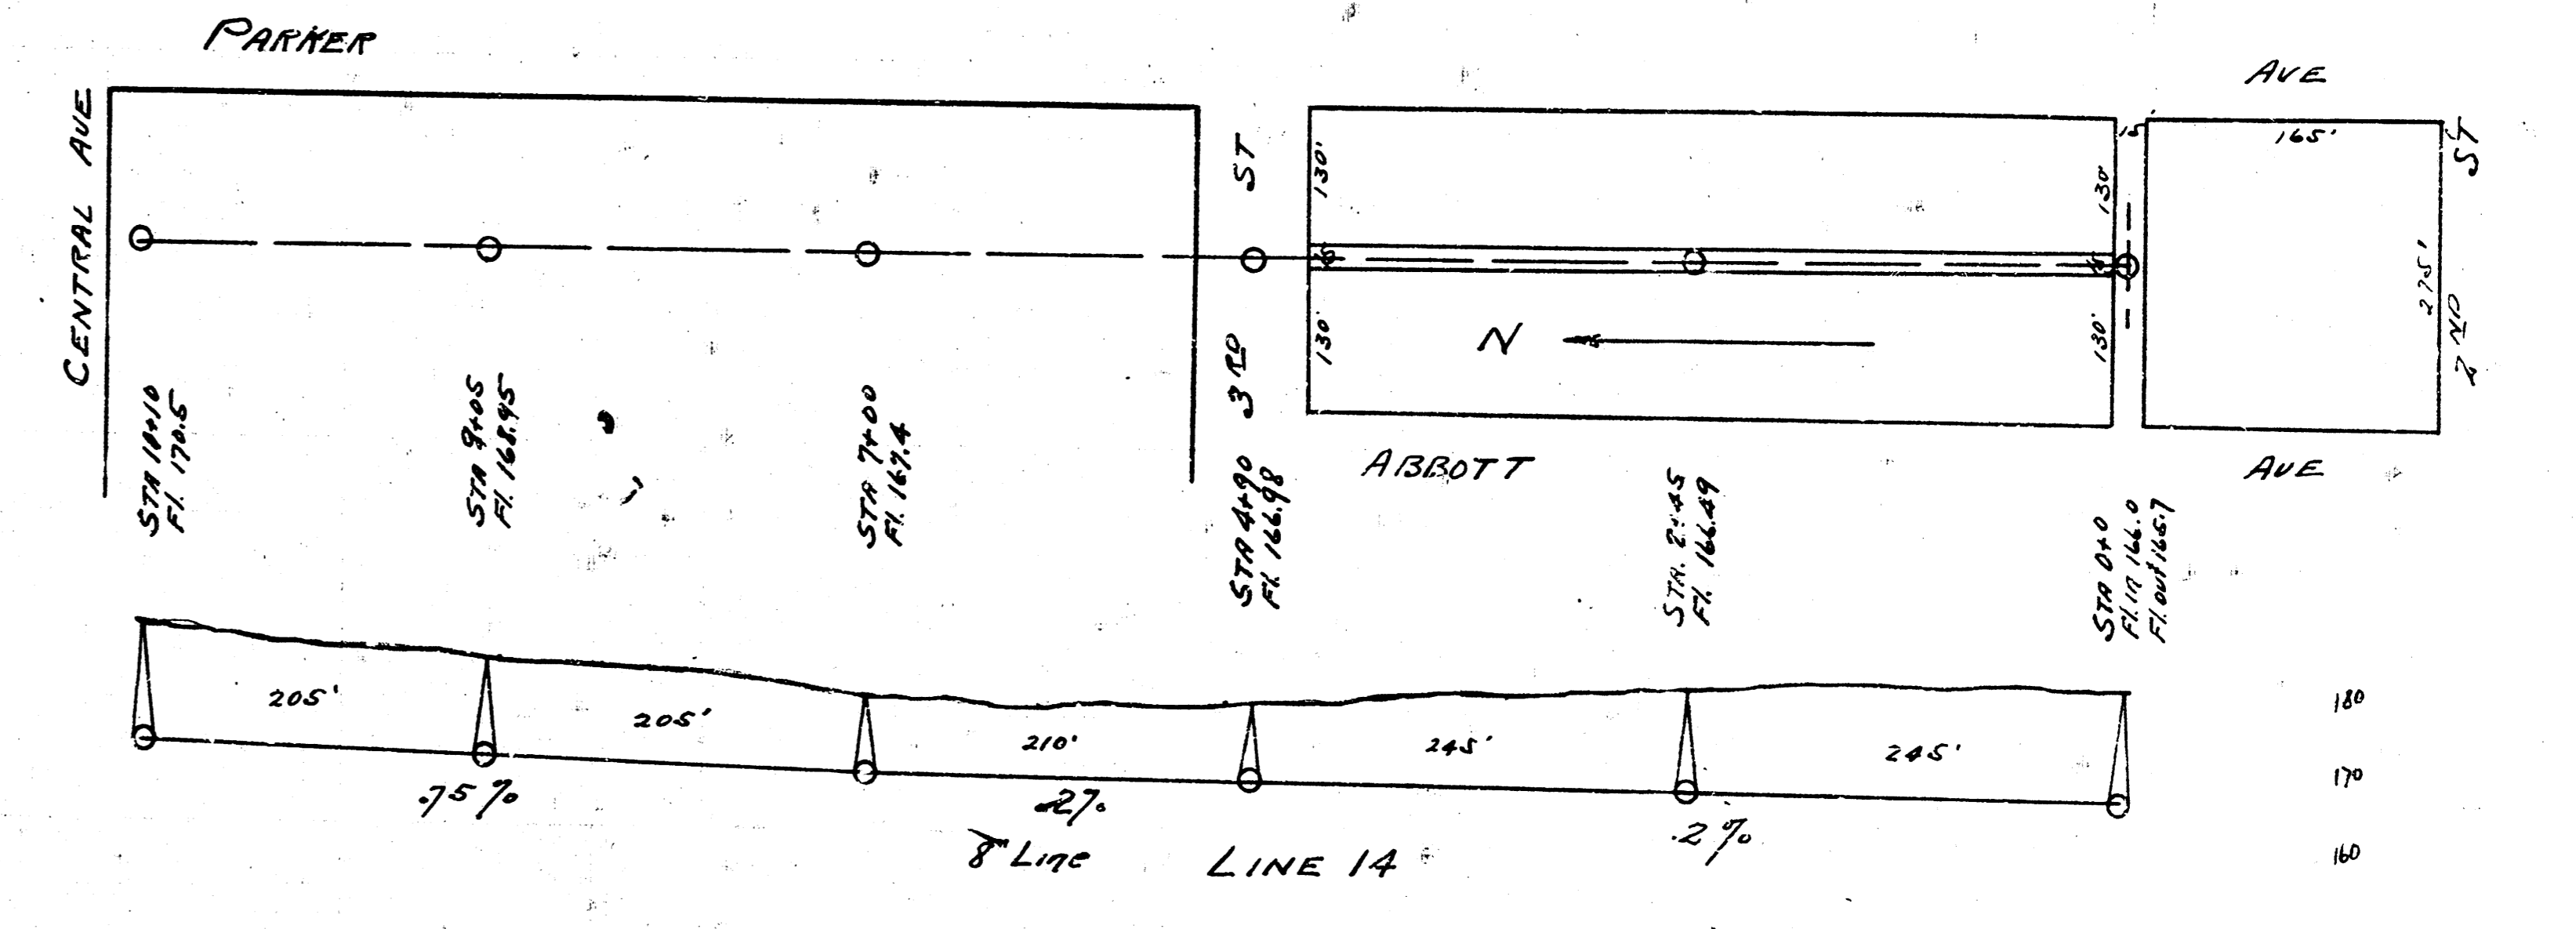 PARKER
AVE
CENTRAL AVE
3RD ST
2ND ST
130'
130'
130'
130'
15'
165'
275'
N
ABBOTT
AVE
STA 10+10
Fl. 170.5
STA 9+05
Fl. 168.95
STA 7+00
Fl. 167.4
STA 4+90
Fl. 166.98
STA. 2+45
Fl. 166.49
STA 0+0
Fl. in 166.0
Fl. out 165.7
205'
205'
210'
245'
245'
180
170
160
.75%
.2%
.2%
8" Line
LINE 14